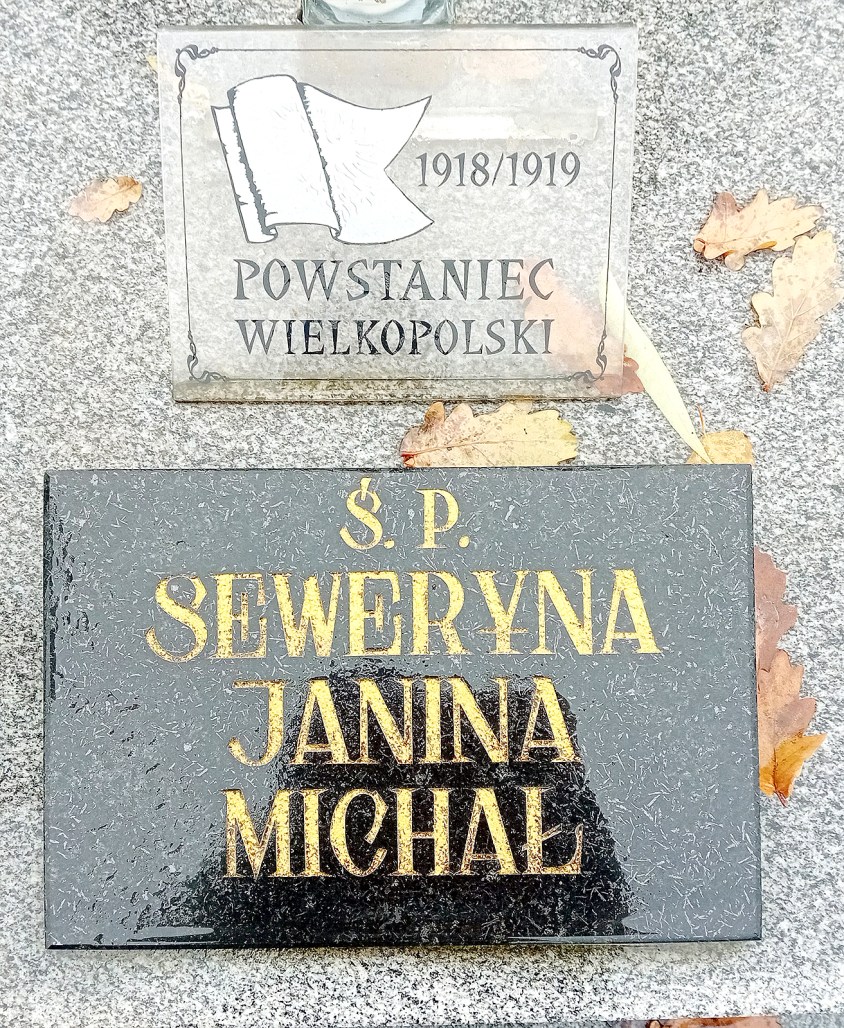 1918/1919
POWSTANIEC
WIELKOPOLSKI
Ś. P.
SEWERYNA
JANINA
MICHAŁ